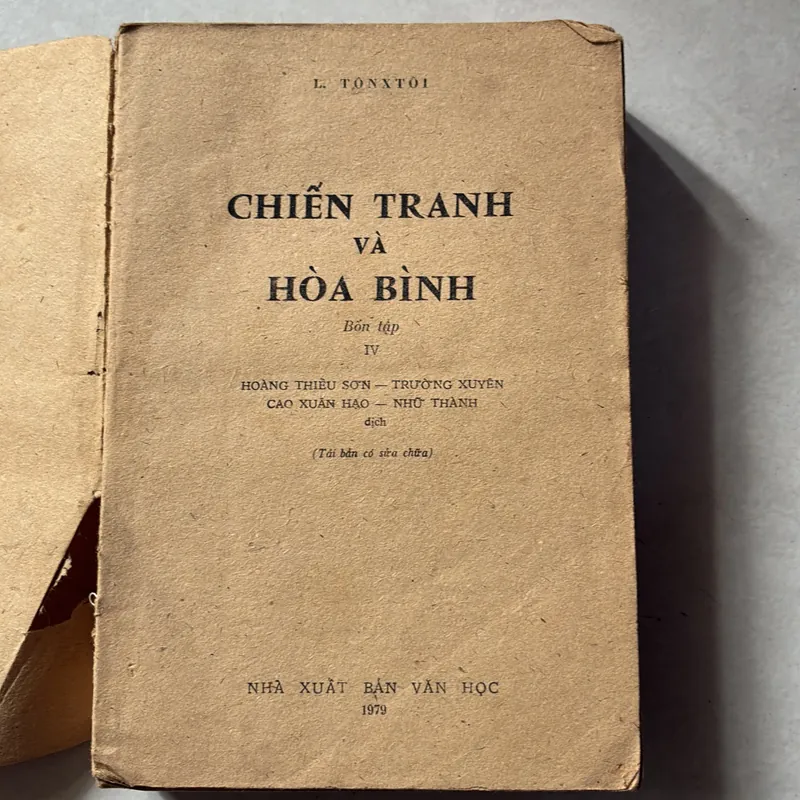 L. TÔNXTÔI
CHIẾN TRANH
VÀ
HÒA BÌNH
Bốn tập
IV
HOÀNG THIẾU SƠN — TRƯỜNG XUYÊN
CAO XUÂN HẠO — NHỮ THÀNH
dịch
(Tái bản có sửa chữa)
NHÀ XUẤT BẢN VĂN HỌC
1979